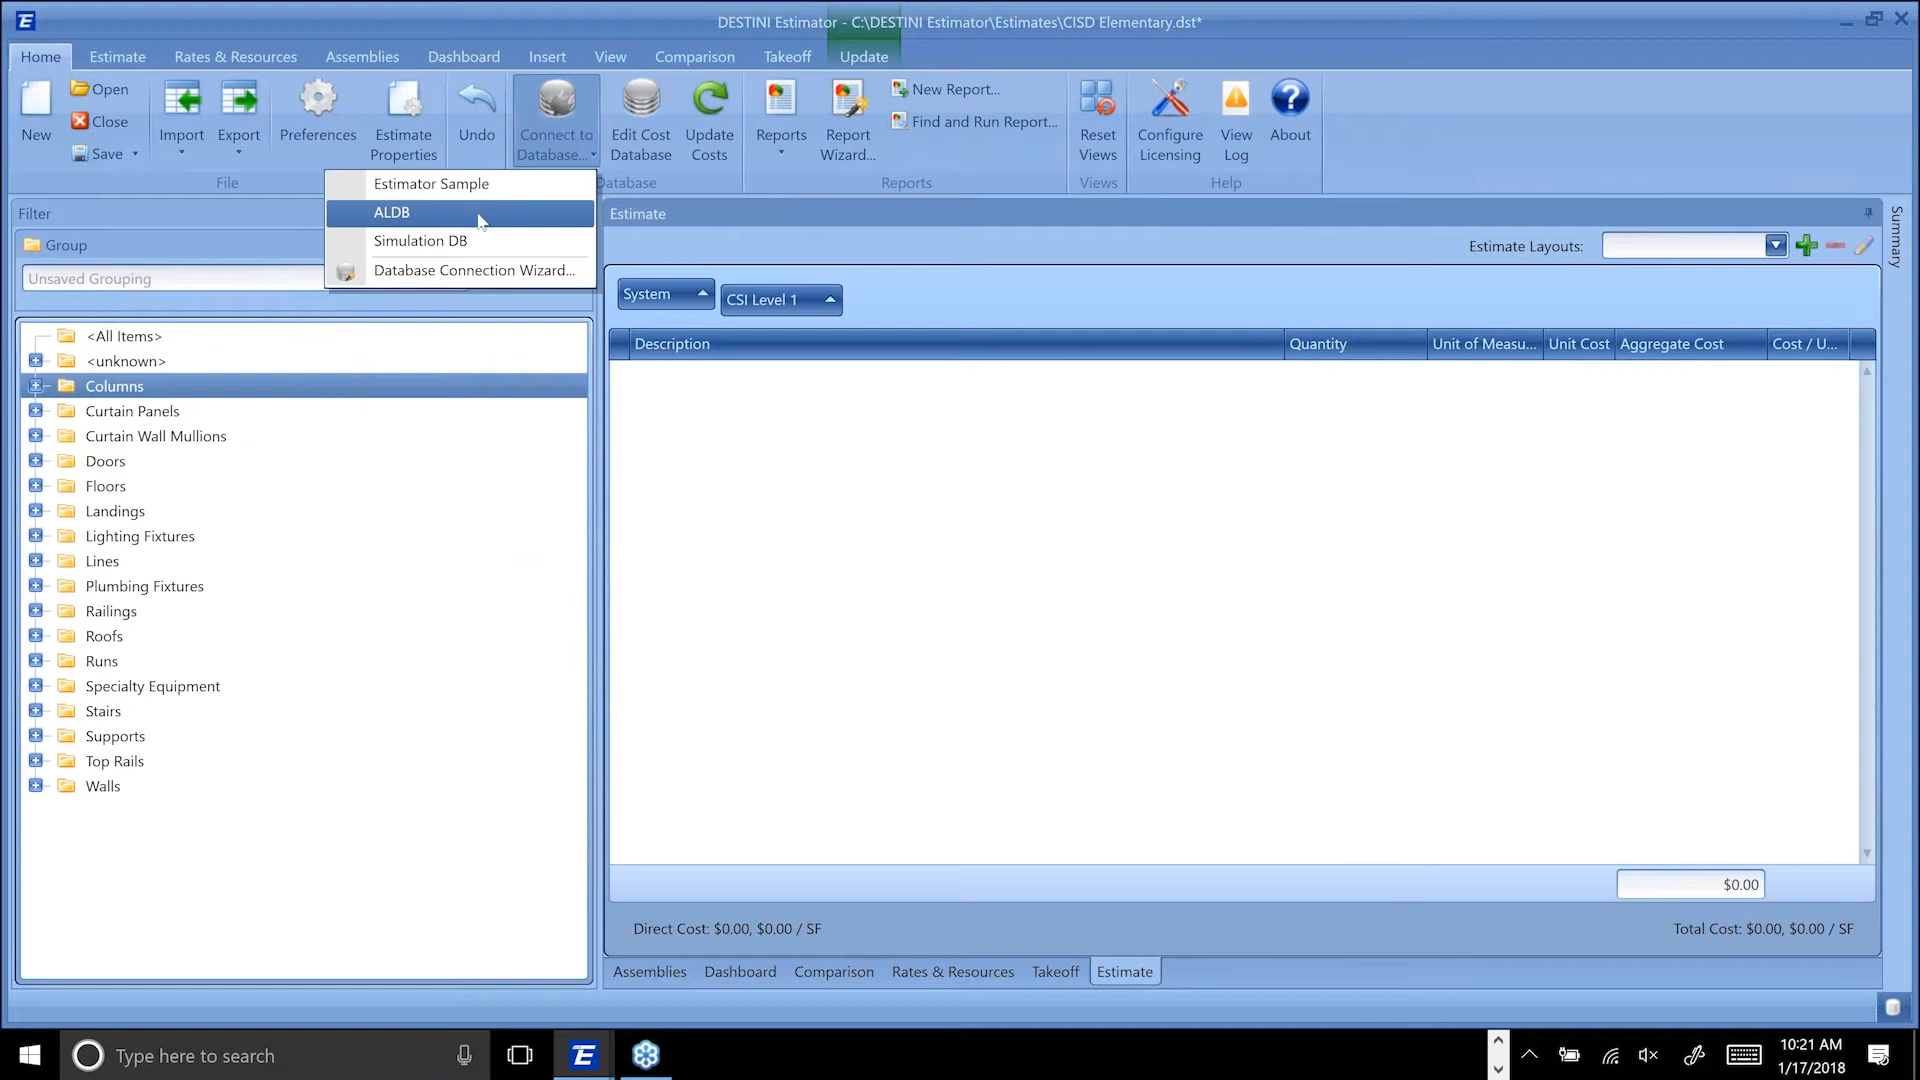 DESTINI Estimator - C:\DESTINI Estimator\Estimates\CISD Elementary.dst*
Home Estimate Rates & Resources Assemblies Dashboard Insert View Comparison Takeoff Update
New
Open
Close
Save
Import
Export
Preferences
Estimate
Properties
Undo
Connect to
Database...
Edit Cost
Database
Update
Costs
Reports
Report
Wizard...
New Report...
Find and Run Report...
Reset
Views
Configure
Licensing
View
Log
About
File
Database
Reports
Views
Help
Estimator Sample
ALDB
Simulation DB
Database Connection Wizard...
Filter
Group
Unsaved Grouping
<All Items>
<unknown>
Columns
Curtain Panels
Curtain Wall Mullions
Doors
Floors
Landings
Lighting Fixtures
Lines
Plumbing Fixtures
Railings
Roofs
Runs
Specialty Equipment
Stairs
Supports
Top Rails
Walls
Estimate
Estimate Layouts:
System
CSI Level 1
Description Quantity Unit of Measu... Unit Cost Aggregate Cost Cost / U...
$0.00
Direct Cost: $0.00, $0.00 / SF
Total Cost: $0.00, $0.00 / SF
Assemblies Dashboard Comparison Rates & Resources Takeoff Estimate
Summary
Type here to search
10:21 AM
1/17/2018